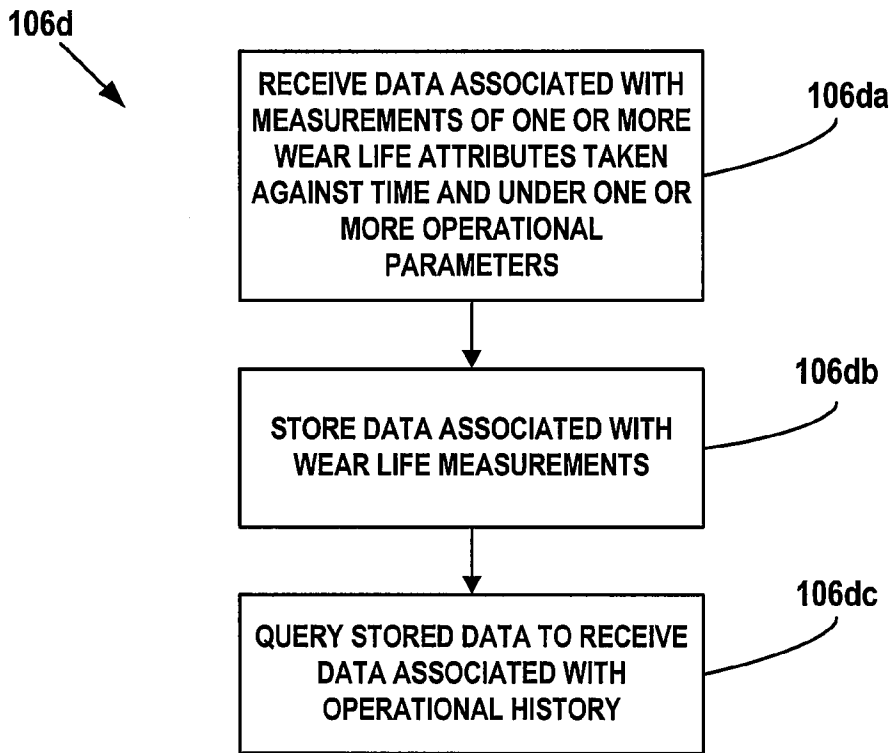 106d
RECEIVE DATA ASSOCIATED WITH
MEASUREMENTS OF ONE OR MORE
WEAR LIFE ATTRIBUTES TAKEN
AGAINST TIME AND UNDER ONE OR
MORE OPERATIONAL
PARAMETERS
106da
STORE DATA ASSOCIATED WITH
WEAR LIFE MEASUREMENTS
106db
QUERY STORED DATA TO RECEIVE
DATA ASSOCIATED WITH
OPERATIONAL HISTORY
106dc